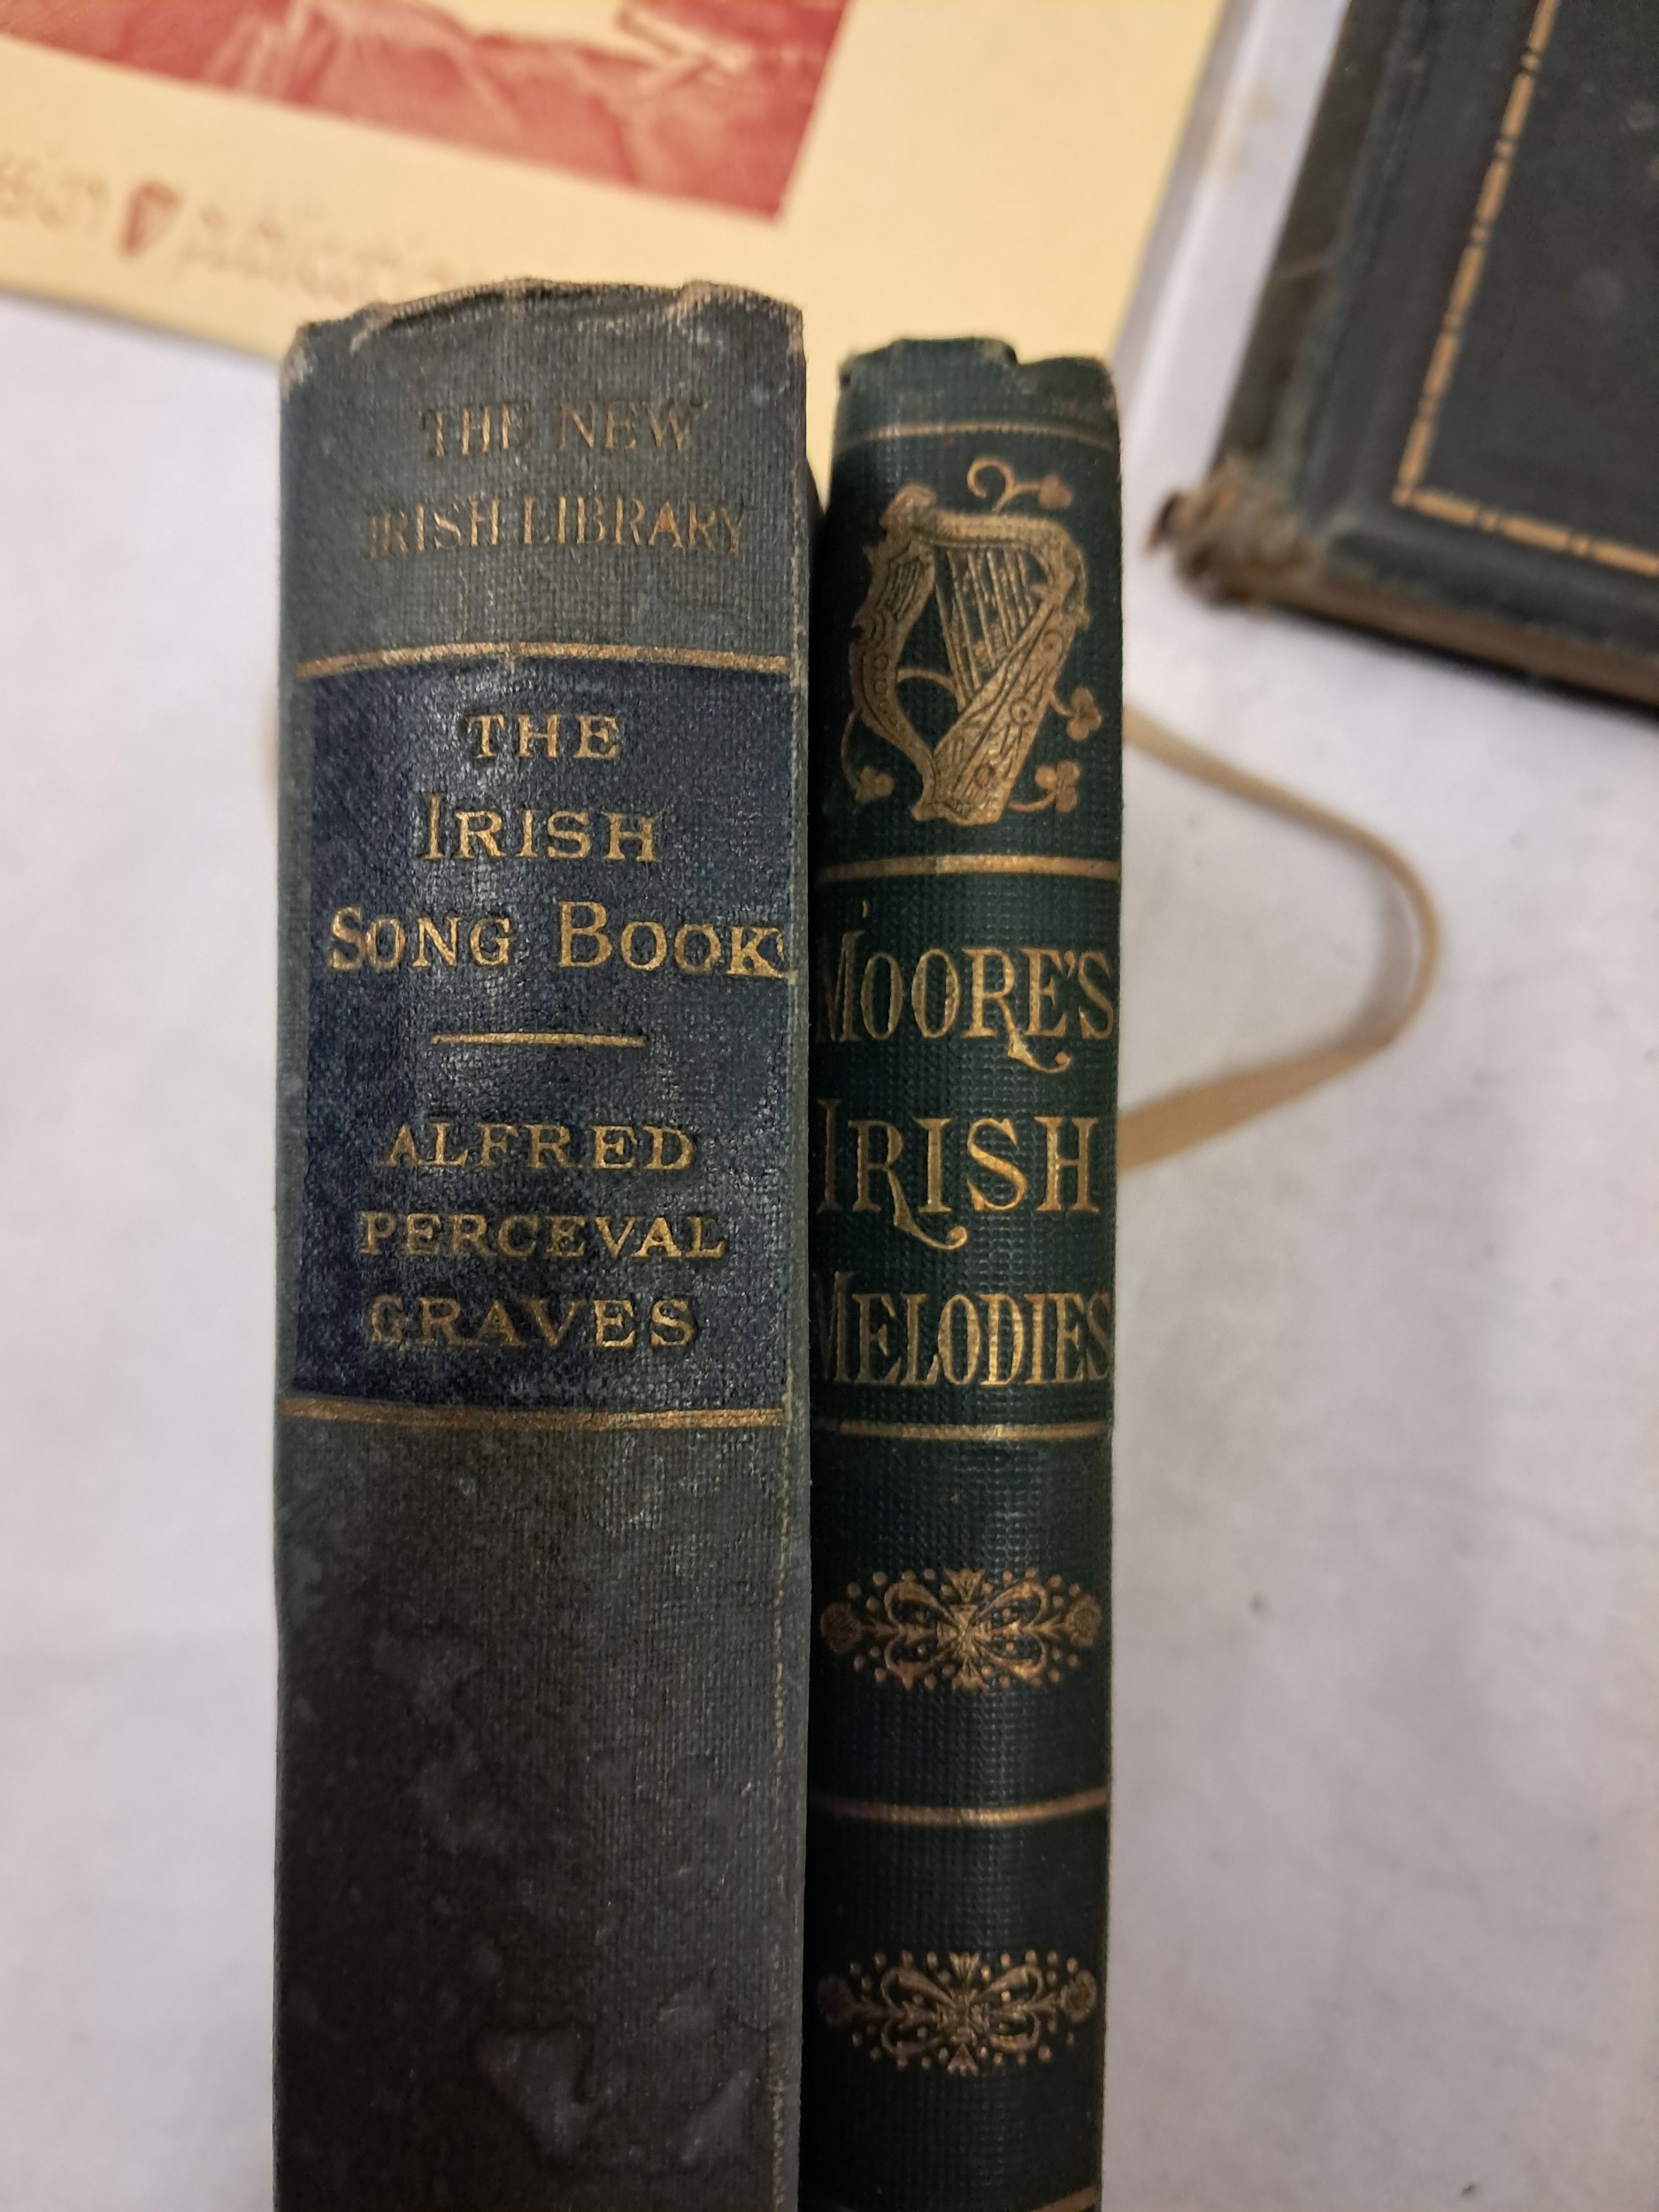 THE NEW
IRISH LIBRARY
THE
IRISH
SONG BOOK
ALFRED
PERCEVAL
GRAVES
MOORE'S
IRISH
MELODIES